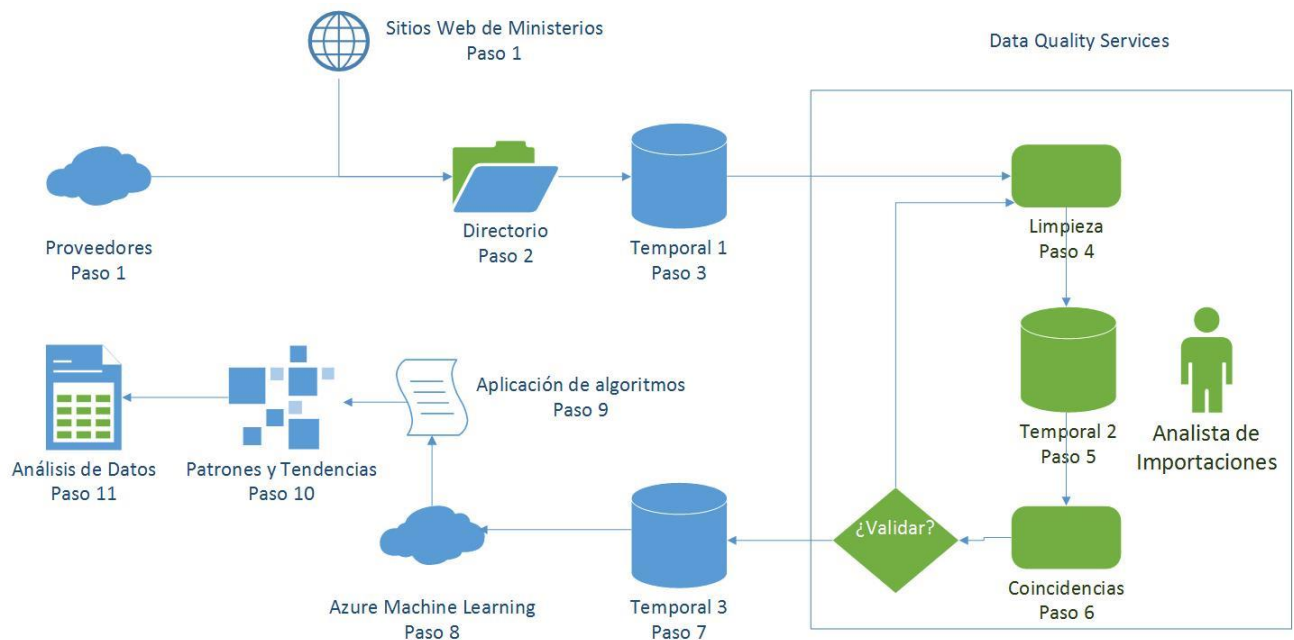 Sitios Web de Ministerios
Paso 1
Data Quality Services
Proveedores
Paso 1
Directorio
Paso 2
Temporal 1
Paso 3
Limpieza
Paso 4
Temporal 2
Paso 5
Analista de
Importaciones
Coincidencias
Paso 6
¿Validar?
Temporal 3
Paso 7
Azure Machine Learning
Paso 8
Aplicación de algoritmos
Paso 9
Patrones y Tendencias
Paso 10
Análisis de Datos
Paso 11